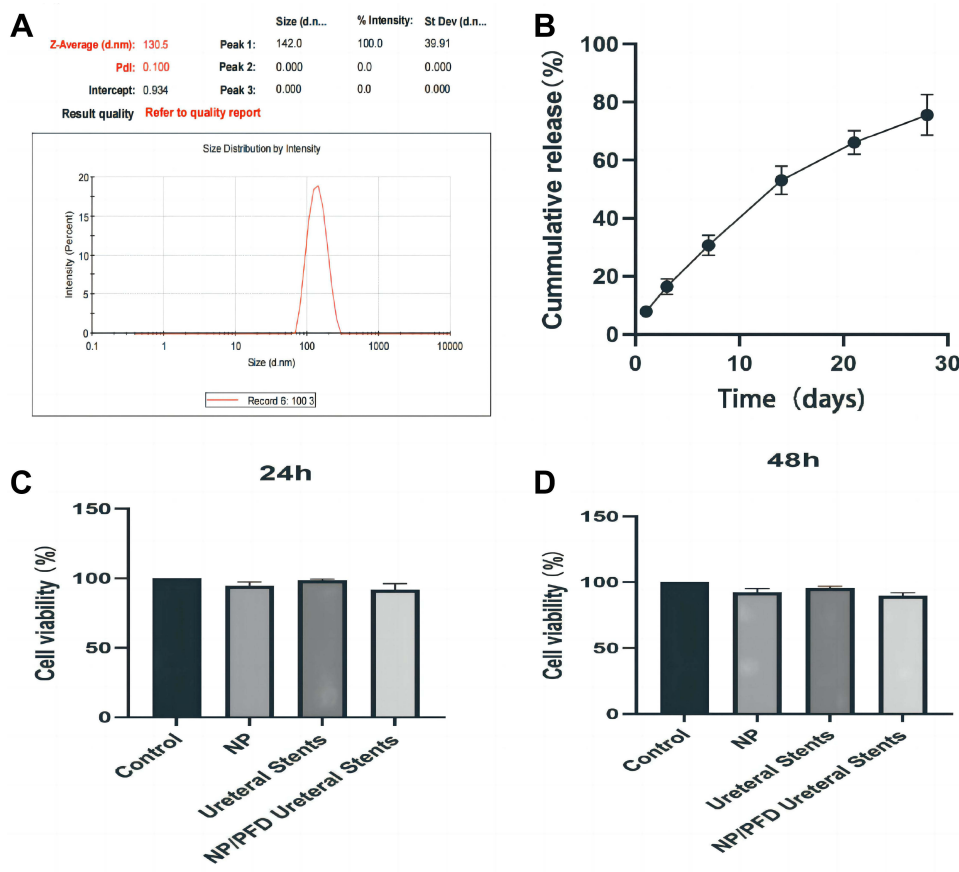 A
Size (d.n... % Intensity: St Dev (d.n...
Z-Average (d.nm): 130.5 Peak 1: 142.0 100.0 39.91
PdI: 0.100 Peak 2: 0.000 0.0 0.000
Intercept: 0.934 Peak 3: 0.000 0.0 0.000
Result quality Refer to quality report
Size Distribution by Intensity
Intensity (Percent)
20
15
10
5
0
0.1 1 10 100 1000 10000
Size (d.nm)
Record 6: 100 3
B
Cummulative release (%)
100
80
60
40
20
0
0 10 20 30
Time (days)
C
24h
Cell viability (%)
150
100
50
0
Control
NP
Ureteral Stents
NP/PFD Ureteral Stents
D
48h
Cell viability (%)
150
100
50
0
Control
NP
Ureteral Stents
NP/PFD Ureteral Stents